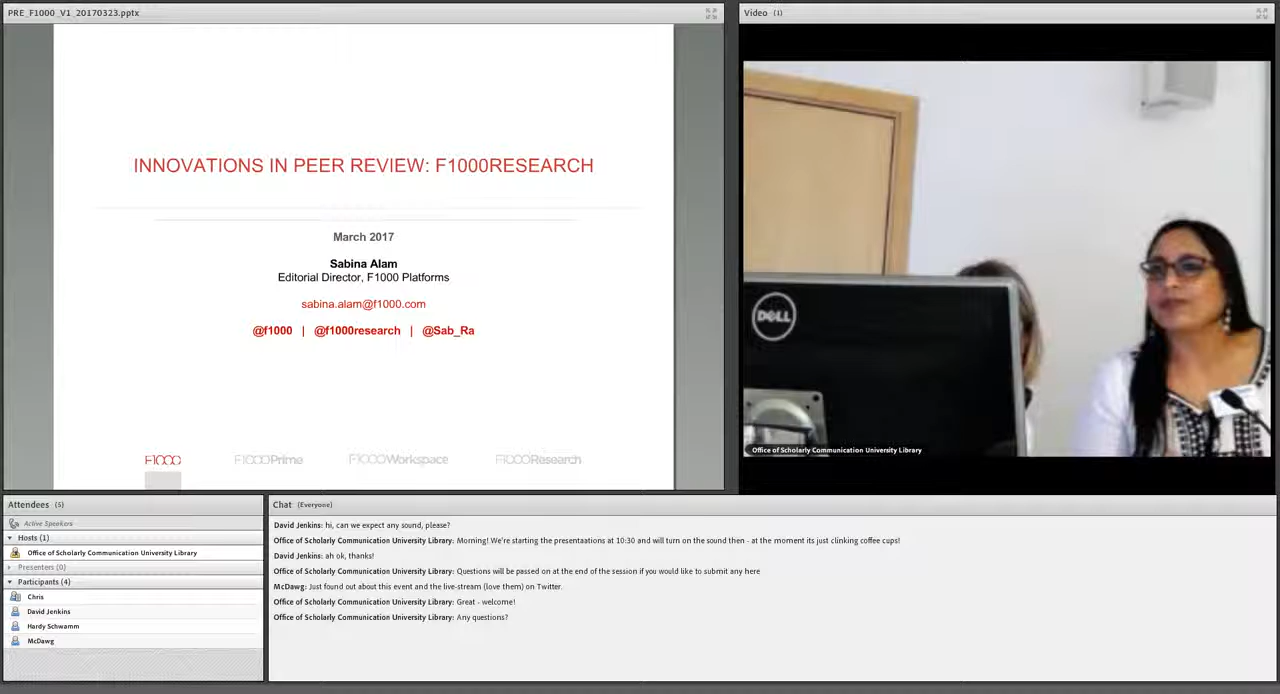 PRE_F1000_V1_20170323.pptx
INNOVATIONS IN PEER REVIEW: F1000RESEARCH
March 2017
Sabina Alam
Editorial Director, F1000 Platforms
sabina.alam@f1000.com
@f1000 | @f1000research | @Sab_Ra
F1000 F1000Prime F1000Workspace F1000Research
Video (1)
DELL
Office of Scholarly Communication University Library
Attendees (5)
Active Speakers
Hosts (1)
Office of Scholarly Communication University Library
Presenters (0)
Participants (4)
Chris
David Jenkins
Hardy Schwamm
McDawg
Chat (Everyone)
David Jenkins: hi, can we expect any sound, please?
Office of Scholarly Communication University Library: Morning! We're starting the presentaations at 10:30 and will turn on the sound then - at the moment its just clinking coffee cups!
David Jenkins: ah ok, thanks!
Office of Scholarly Communication University Library: Questions will be passed on at the end of the session if you would like to submit any here
McDawg: Just found out about this event and the live-stream (love them) on Twitter.
Office of Scholarly Communication University Library: Great - welcome!
Office of Scholarly Communication University Library: Any questions?